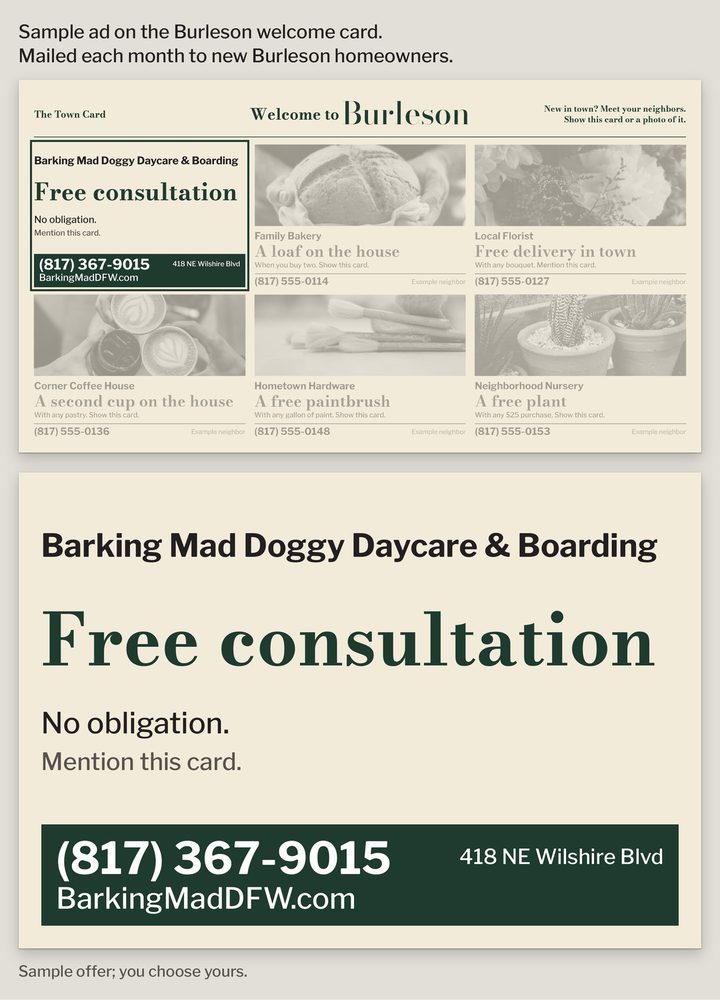 Sample ad on the Burleson welcome card.
Mailed each month to new Burleson homeowners.
The Town Card
Welcome to Burleson
New in town? Meet your neighbors.
Show this card or a photo of it.
Barking Mad Doggy Daycare & Boarding
Free consultation
No obligation.
Mention this card.
(817) 367-9015
418 NE Wilshire Blvd
BarkingMadDFW.com
Family Bakery
A loaf on the house
When you buy two. Show this card.
(817) 555-0114
Example neighbor
Local Florist
Free delivery in town
With any bouquet. Mention this card.
(817) 555-0127
Example neighbor
Corner Coffee House
A second cup on the house
With any pastry. Show this card.
(817) 555-0136
Example neighbor
Hometown Hardware
A free paintbrush
With any gallon of paint. Show this card.
(817) 555-0148
Example neighbor
Neighborhood Nursery
A free plant
With any $25 purchase. Show this card.
(817) 555-0153
Example neighbor
Barking Mad Doggy Daycare & Boarding
Free consultation
No obligation.
Mention this card.
(817) 367-9015
418 NE Wilshire Blvd
BarkingMadDFW.com
Sample offer; you choose yours.